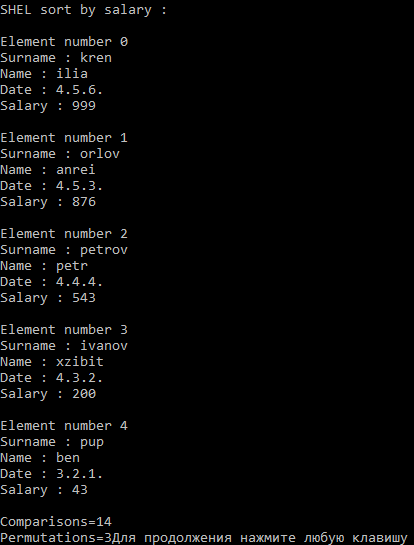 SHEL sort by salary :
Element number 0
Surname : kren
Name : ilia
Date : 4.5.6.
Salary : 999
Element number 1
Surname : orlov
Name : anrei
Date : 4.5.3.
Salary : 876
Element number 2
Surname : petrov
Name : petr
Date : 4.4.4.
Salary : 543
Element number 3
Surname : ivanov
Name : xzibit
Date : 4.3.2.
Salary : 200
Element number 4
Surname : pup
Name : ben
Date : 3.2.1.
Salary : 43
Comparisons=14
Permutations=3Для продолжения нажмите любую клавишу